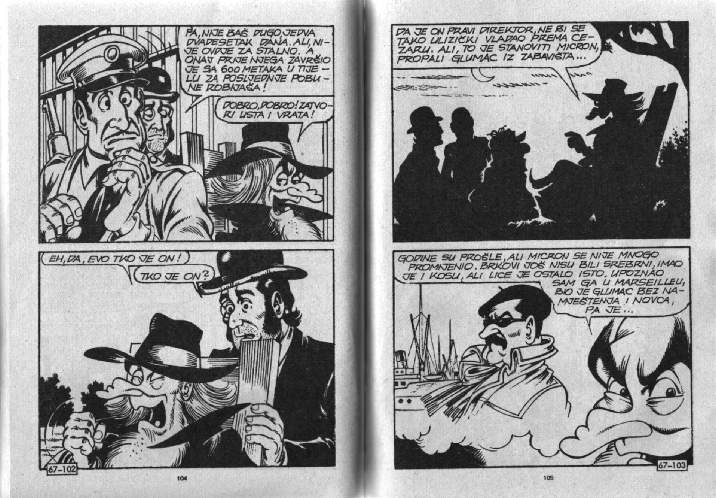 PA, NIJE BAŠ DUGO, JEDVA
DVADESETAK DANA. ALI, NI-
JE OVDJE ZA STALNO. A
ONAJ PRIJE NJEGA ZAVRŠIO
JE SA 600 METAKA U TIJE-
LU ZA POSLJEDNJE POBU-
NE ROBIJAŠA!
DOBRO, DOBRO! ZATVO-
RI USTA I VRATA!
EH, DA, EVO TKO JE ON!
TKO JE ON?
67-102
104
DA JE ON PRAVI DIREKTOR, NE BI SE
TAKO ULIZIČKI VLADAO PREMA CE-
ZARU. ALI, TO JE STANOVITI MICRON,
PROPALI GLUMAC IZ ZABAVIŠTA...
GODINE SU PROŠLE, ALI MICRON SE NIJE MNOGO
PROMIJENIO. BRKOVI JOŠ NISU BILI SREBRNI, IMAO
JE I KOSU, ALI LICE JE OSTALO ISTO. UPOZNAO
SAM GA U MARSEILLEU,
BIO JE GLUMAC BEZ NA-
MJEŠTENJA I NOVCA,
PA JE...
67-103
105